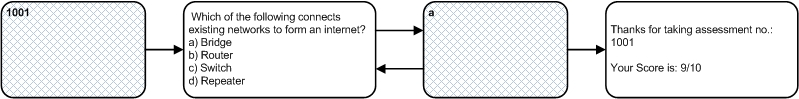 1001
Which of the following connects
existing networks to form an internet?
a) Bridge
b) Router
c) Switch
d) Repeater
a
Thanks for taking assessment no.:
1001
Your Score is: 9/10